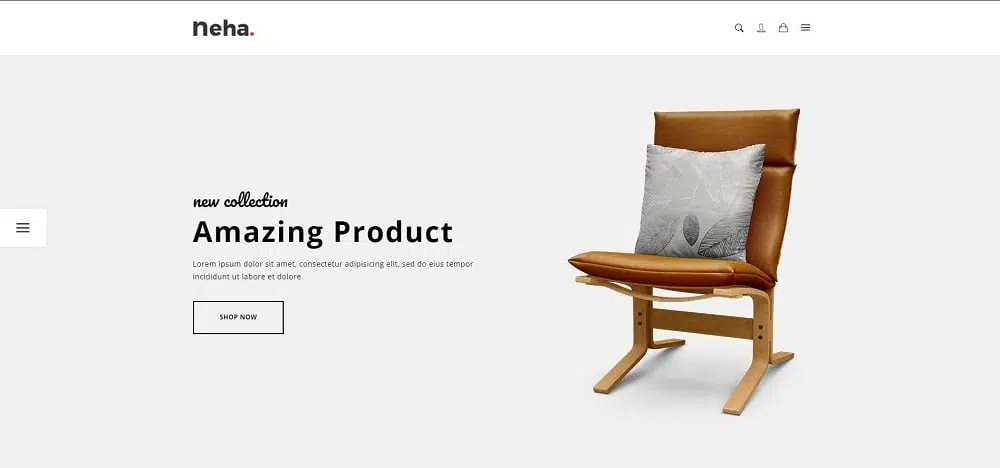 neha.
new collection
Amazing Product
Lorem ipsum dolor sit amet, consectetur adipisicing elit, sed do eius tempor
incididunt ut labore et dolore
SHOP NOW